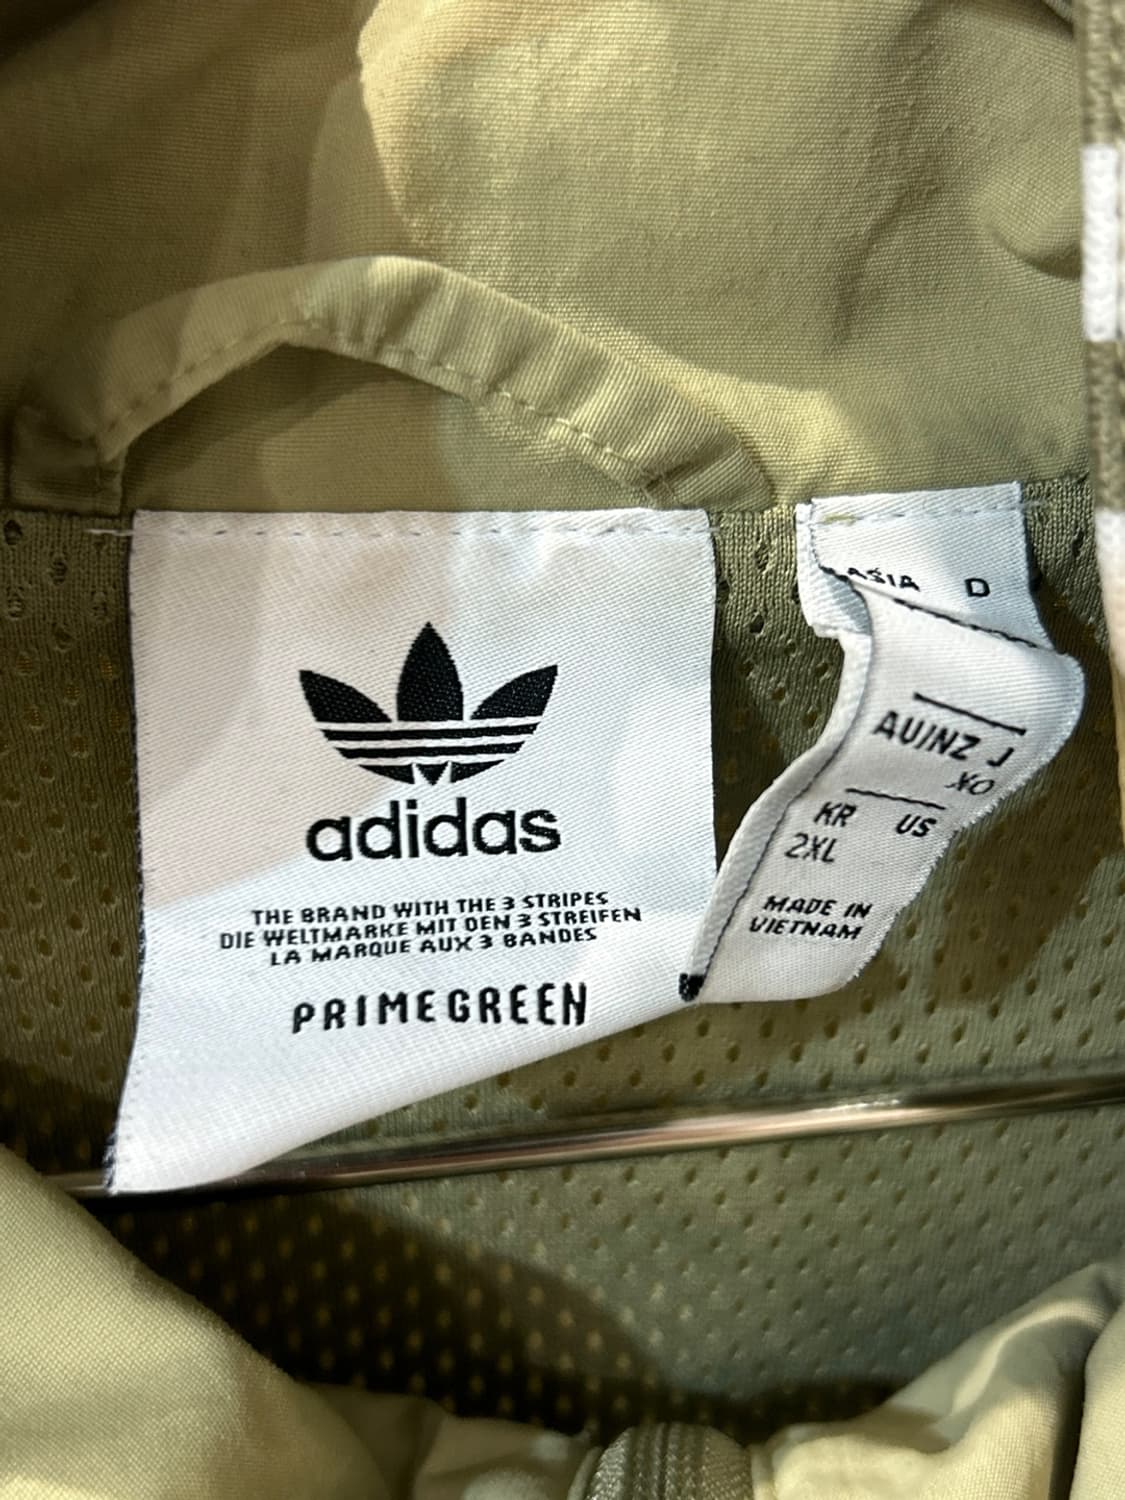 adidas
THE BRAND WITH THE 3 STRIPES
DIE WELTMARKE MIT DEN 3 STREIFEN
LA MARQUE AUX 3 BANDES
PRIMEGREEN
ASIA D
AU/NZ J
XO
KR US
2XL
MADE IN
VIETNAM